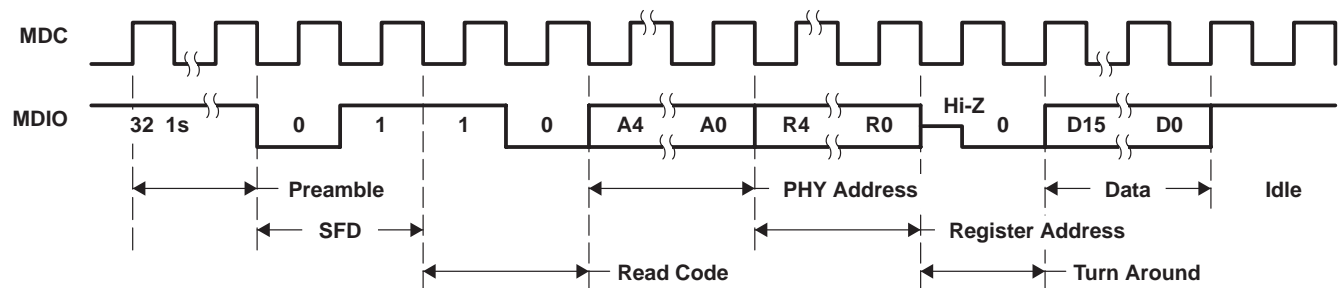 MDC
MDIO
32 1s 0 1 1 0 A4 A0 R4 R0 Hi-Z 0 D15 D0
Preamble PHY Address Data Idle
SFD Register Address
Read Code Turn Around